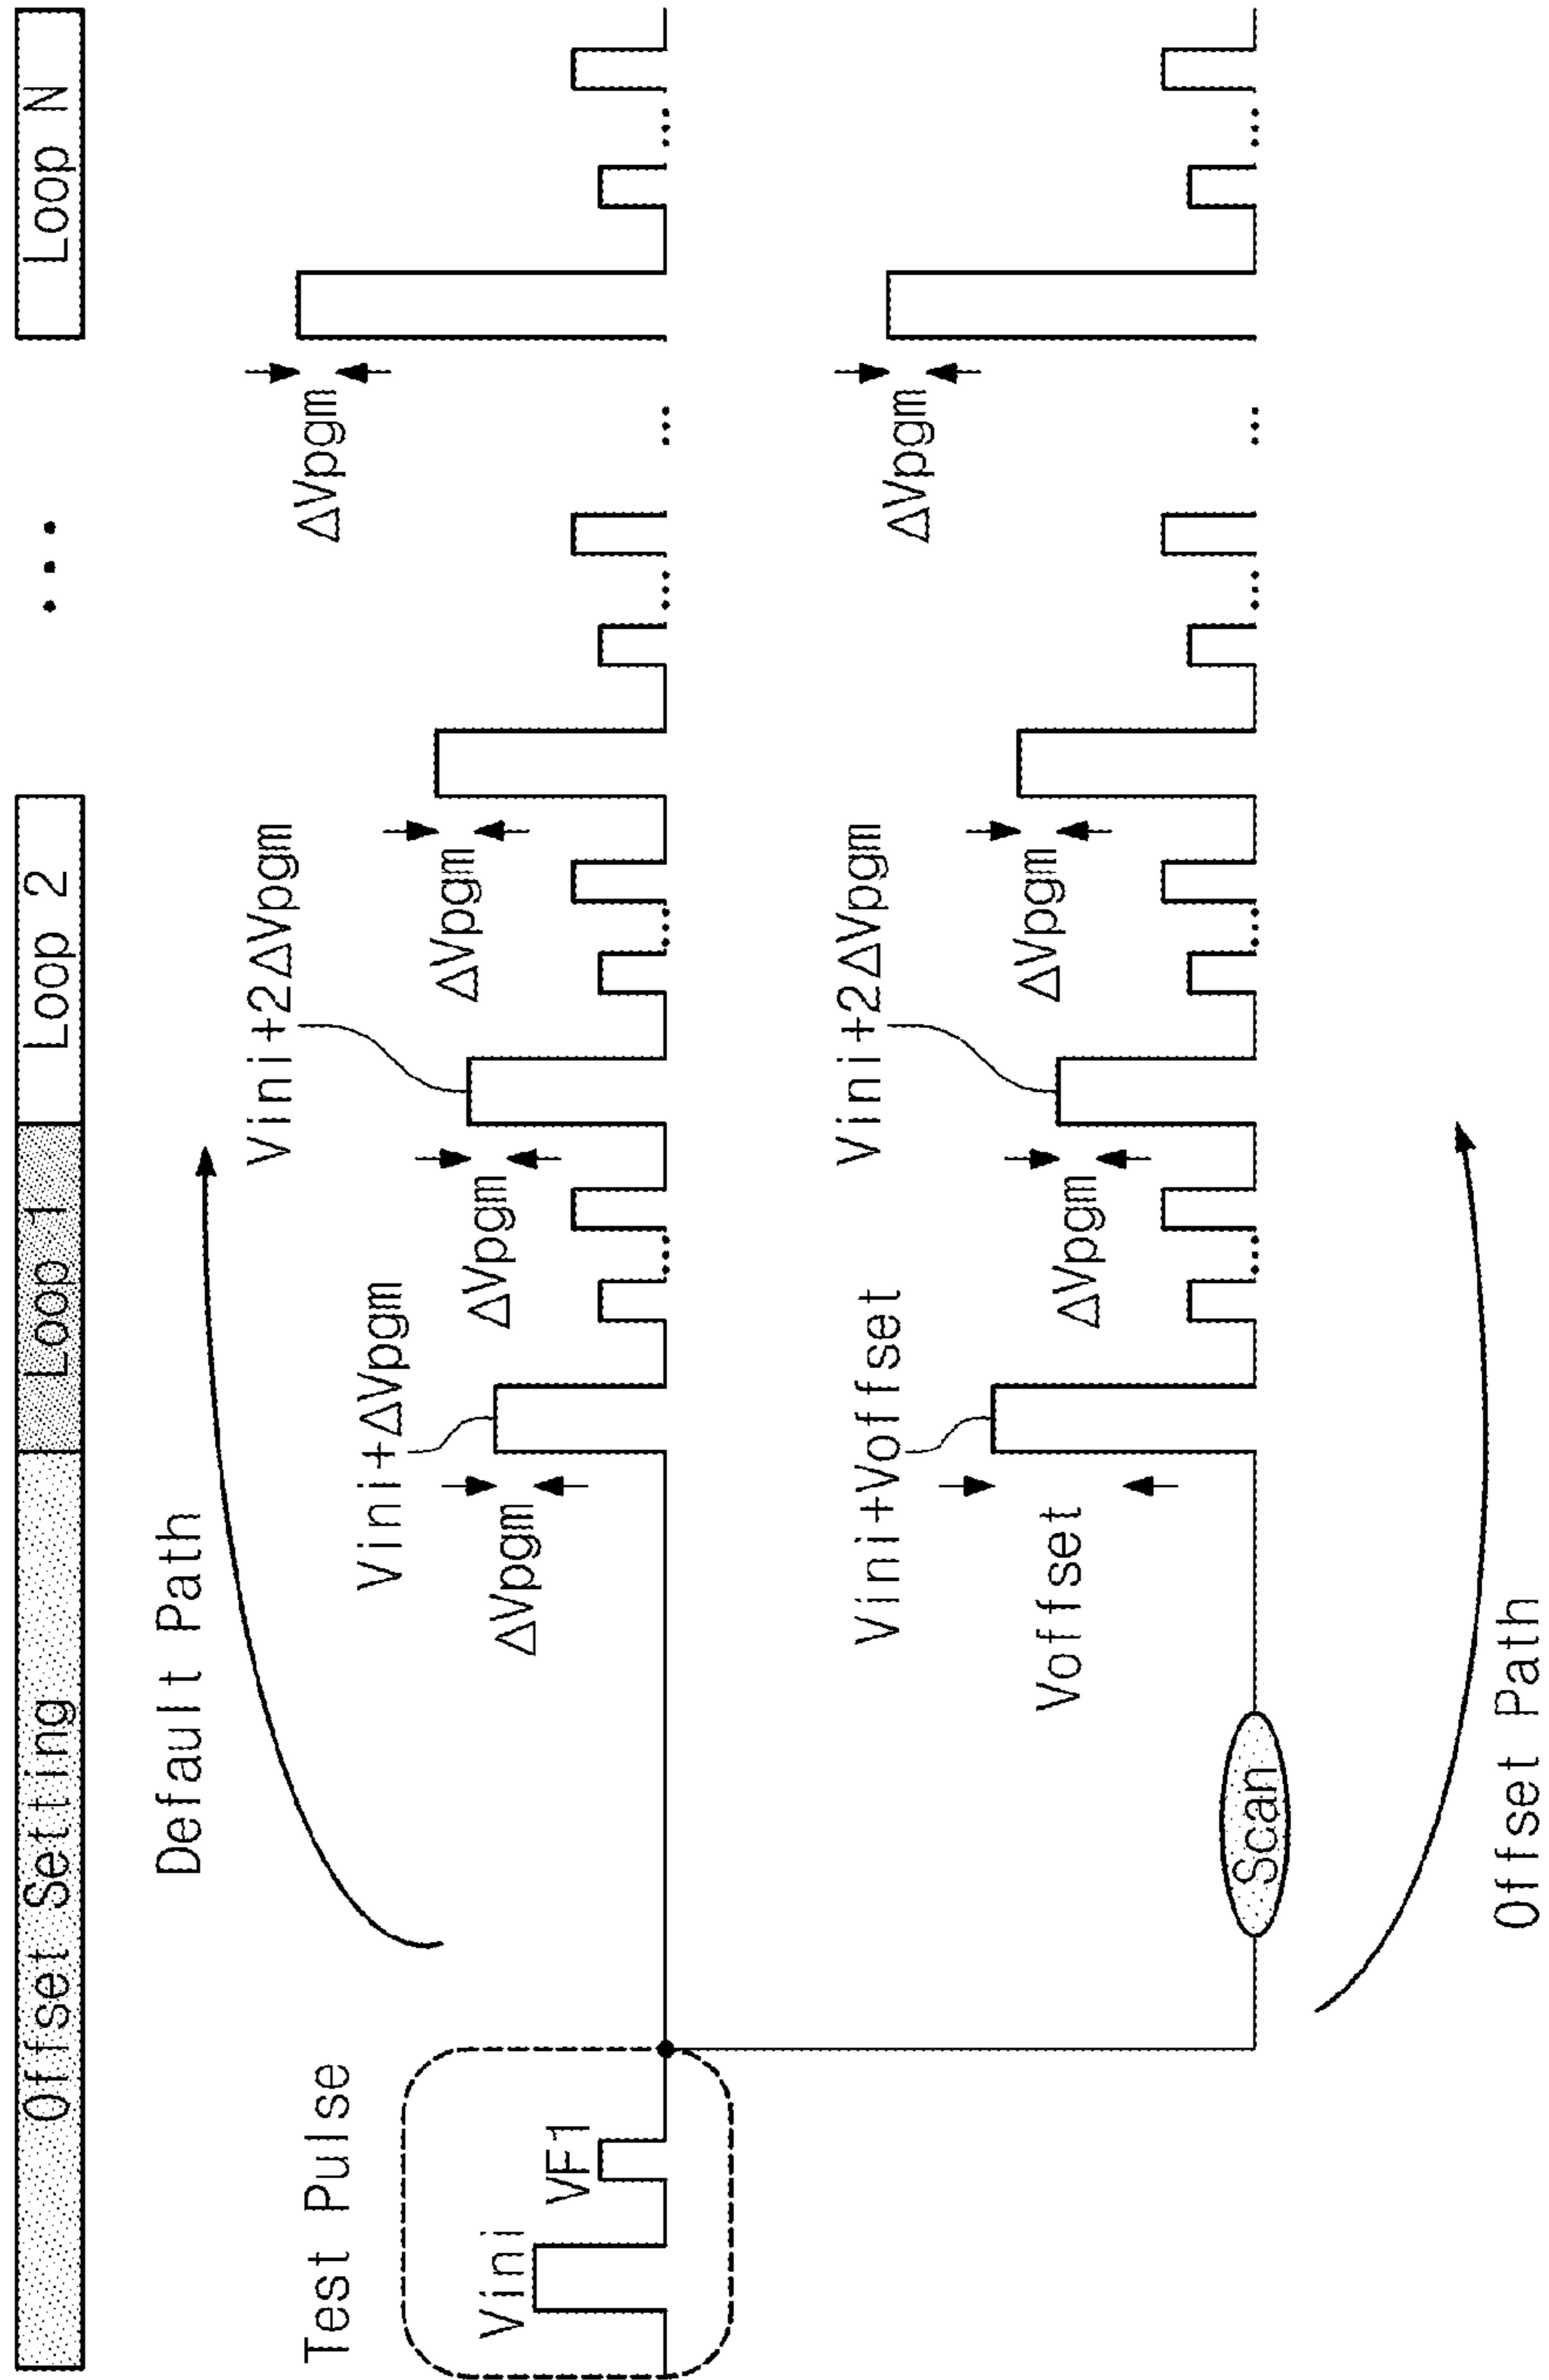 Offset Setting
Loop 1
Loop 2
...
Loop N
Default Path
Test Pulse
Vini
VF1
Vini+ΔVpgm
ΔVpgm
Vini+2ΔVpgm
ΔVpgm
ΔVpgm
...
...
...
...
ΔVpgm
...
Scan
Vini+Voffset
Voffset
Vini+2ΔVpgm
ΔVpgm
ΔVpgm
...
...
...
...
ΔVpgm
...
Offset Path